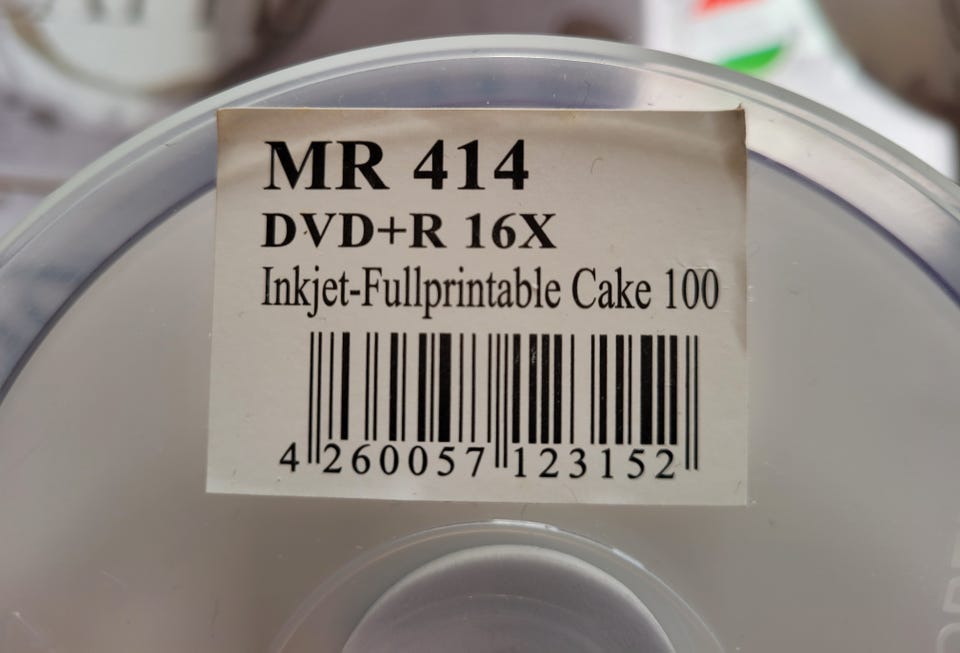 MR 414
DVD+R 16X
Inkjet-Fullprintable Cake 100
4 260057 123152